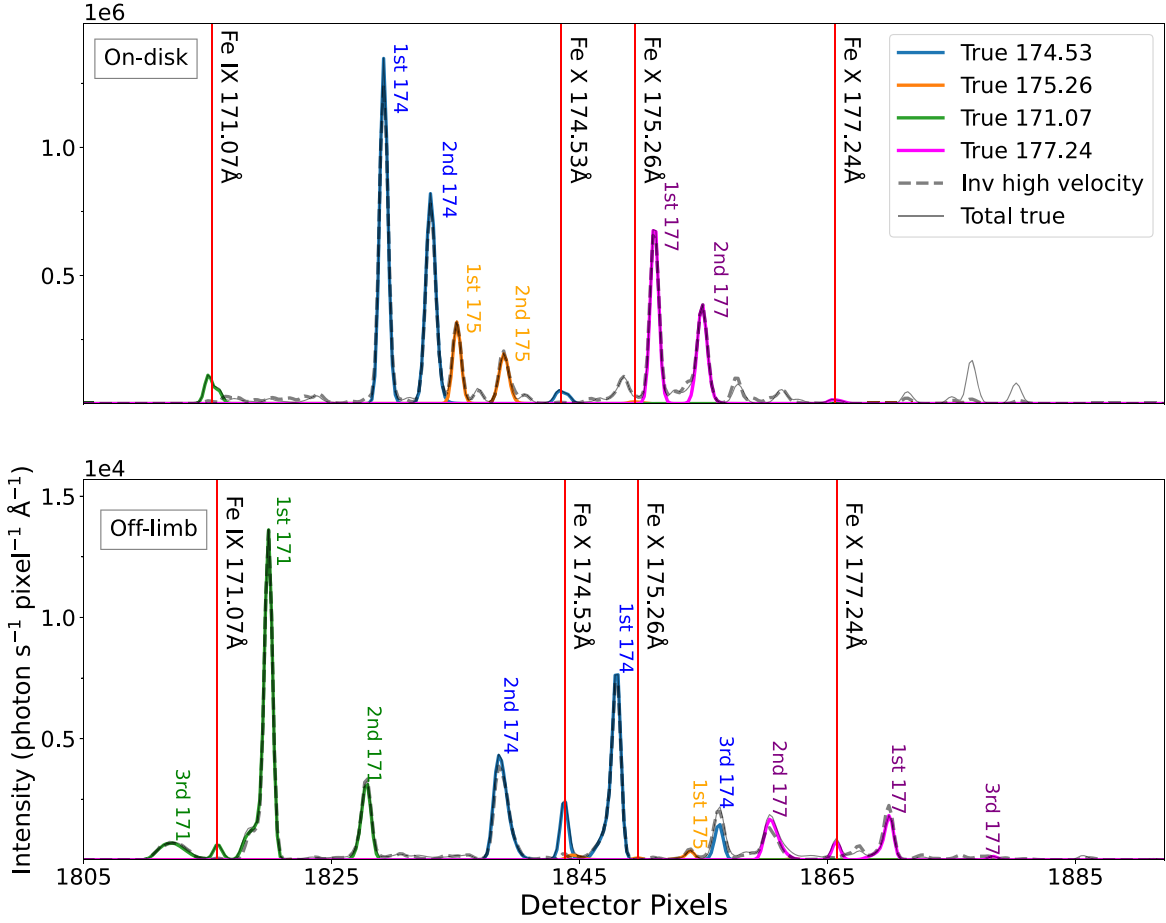 1e6
On-disk
Fe IX 171.07Å
1st 174
2nd 174
1st 175
2nd 175
Fe X 174.53Å
Fe X 175.26Å
1st 177
2nd 177
Fe X 177.24Å
True 174.53
True 175.26
True 171.07
True 177.24
Inv high velocity
Total true
1.0
0.5
1e4
Off-limb
3rd 171
Fe IX 171.07Å
1st 171
2nd 171
2nd 174
Fe X 174.53Å
1st 174
Fe X 175.26Å
1st 175
3rd 174
2nd 177
Fe X 177.24Å
1st 177
3rd 177
1.5
1.0
0.5
Intensity (photon s⁻¹ pixel⁻¹ Å⁻¹)
1805
1825
1845
1865
1885
Detector Pixels